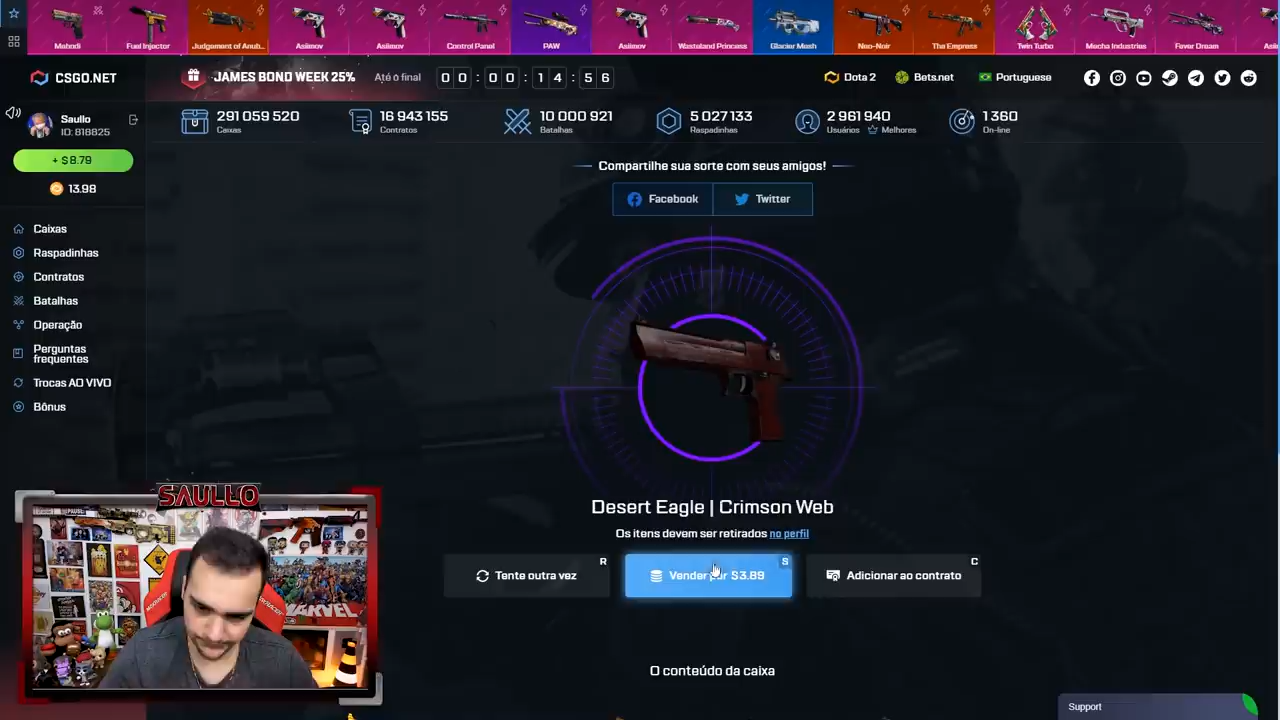 Mabodi
Fuel Injector
Judgement of Anub...
Asiimov
Asiimov
Control Panel
PAW
Asiimov
Wasteland Princess
Glacier Mesh
Neo-Noir
The Empress
Twin Turbo
Mecha Industries
Fever Dream
CSGO.NET
JAMES BOND WEEK 25%
Até o final
0 0 : 0 0 : 1 4 : 5 6
Dota 2
Bets.net
Portuguese
Saullo
ID: 818825
+ $8.79
13.98
291 059 520
Caixas
16 943 155
Contratos
10 000 921
Batalhas
5 027 133
Raspadinhas
2 961 940
Usuários
Melhores
1 360
On-line
Caixas
Raspadinhas
Contratos
Batalhas
Operação
Perguntas
frequentes
Trocas AO VIVO
Bônus
Compartilhe sua sorte com seus amigos!
Facebook
Twitter
Desert Eagle | Crimson Web
Os itens devem ser retirados no perfil
Tente outra vez
R
Vender por $3.89
S
Adicionar ao contrato
C
O conteúdo da caixa
SAULLO
MARVEL
Support